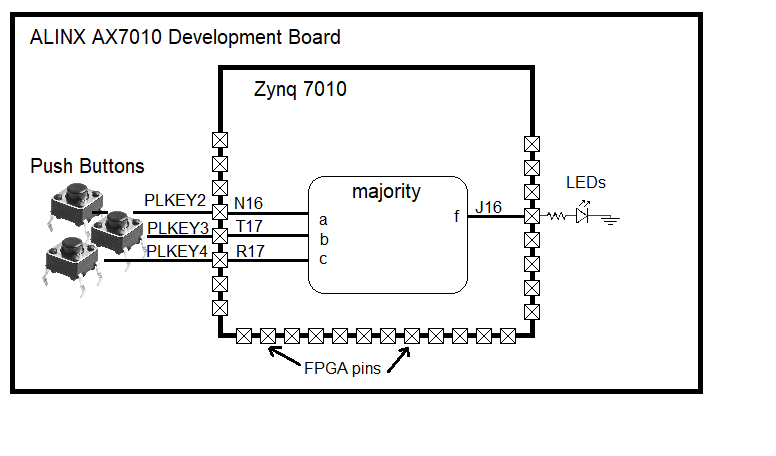 ALINX AX7010 Development Board
Zynq 7010
Push Buttons
LEDs
majority
PLKEY2 N16
J16
a
f
PLKEY3 T17
b
PLKEY4 R17
c
FPGA pins